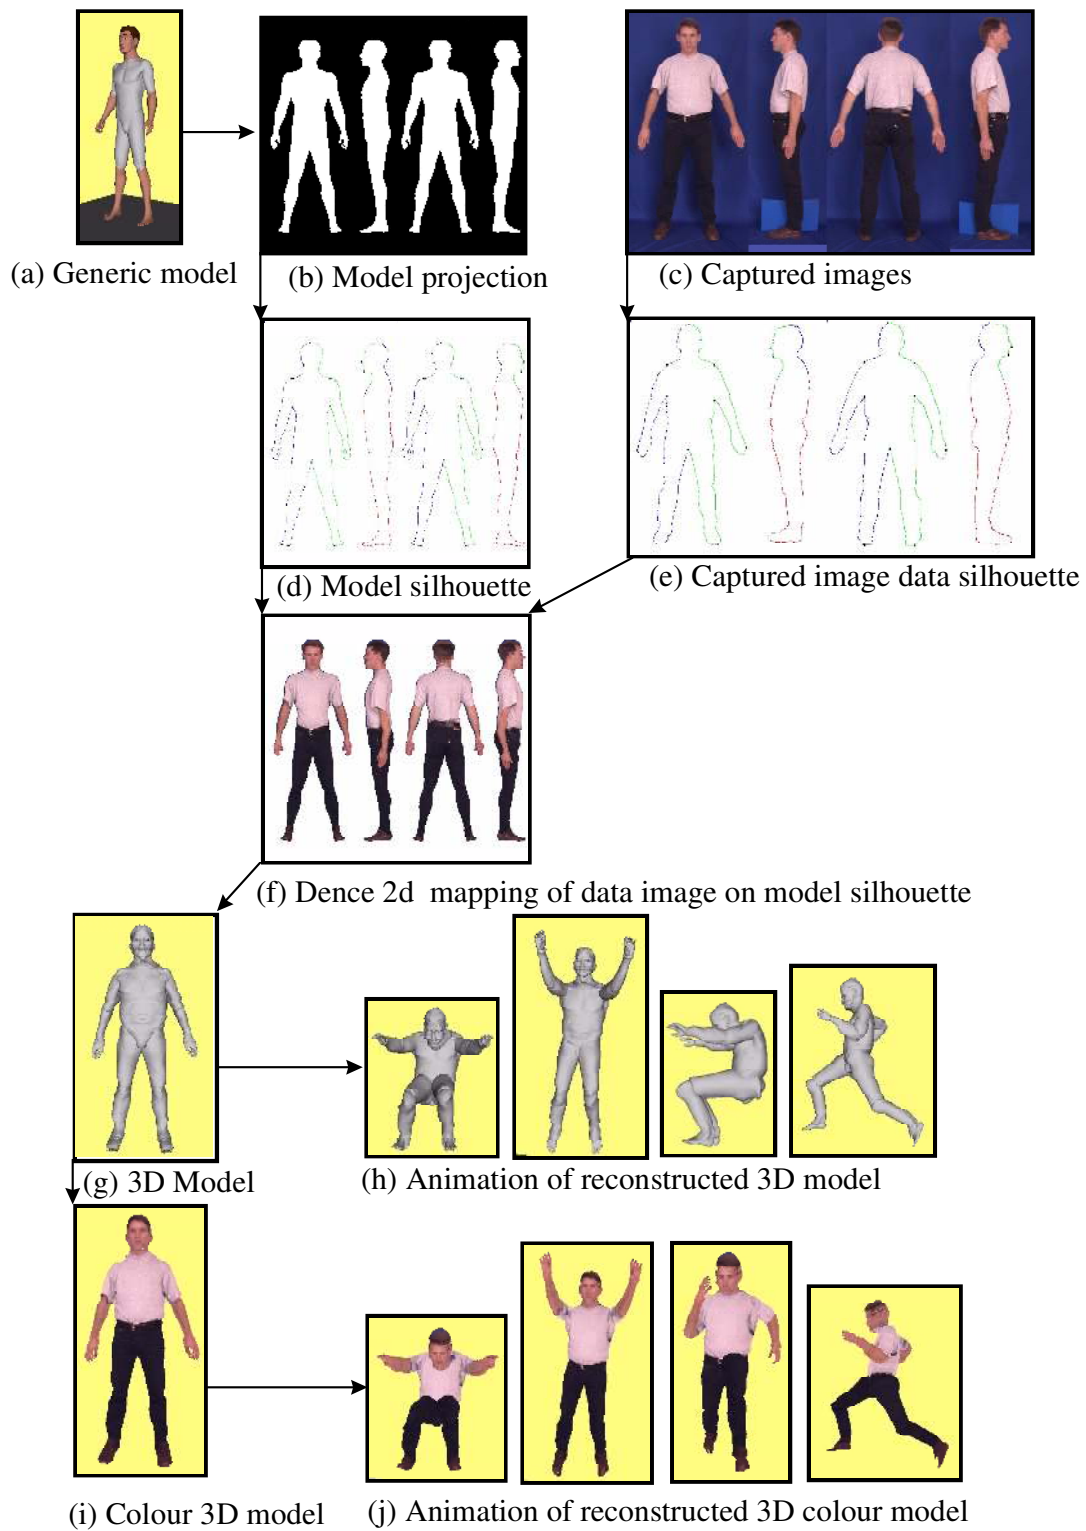 (a) Generic model
(b) Model projection
(c) Captured images
(d) Model silhouette
(e) Captured image data silhouette
(f) Dence 2d mapping of data image on model silhouette
(g) 3D Model
(h) Animation of reconstructed 3D model
(i) Colour 3D model
(j) Animation of reconstructed 3D colour model